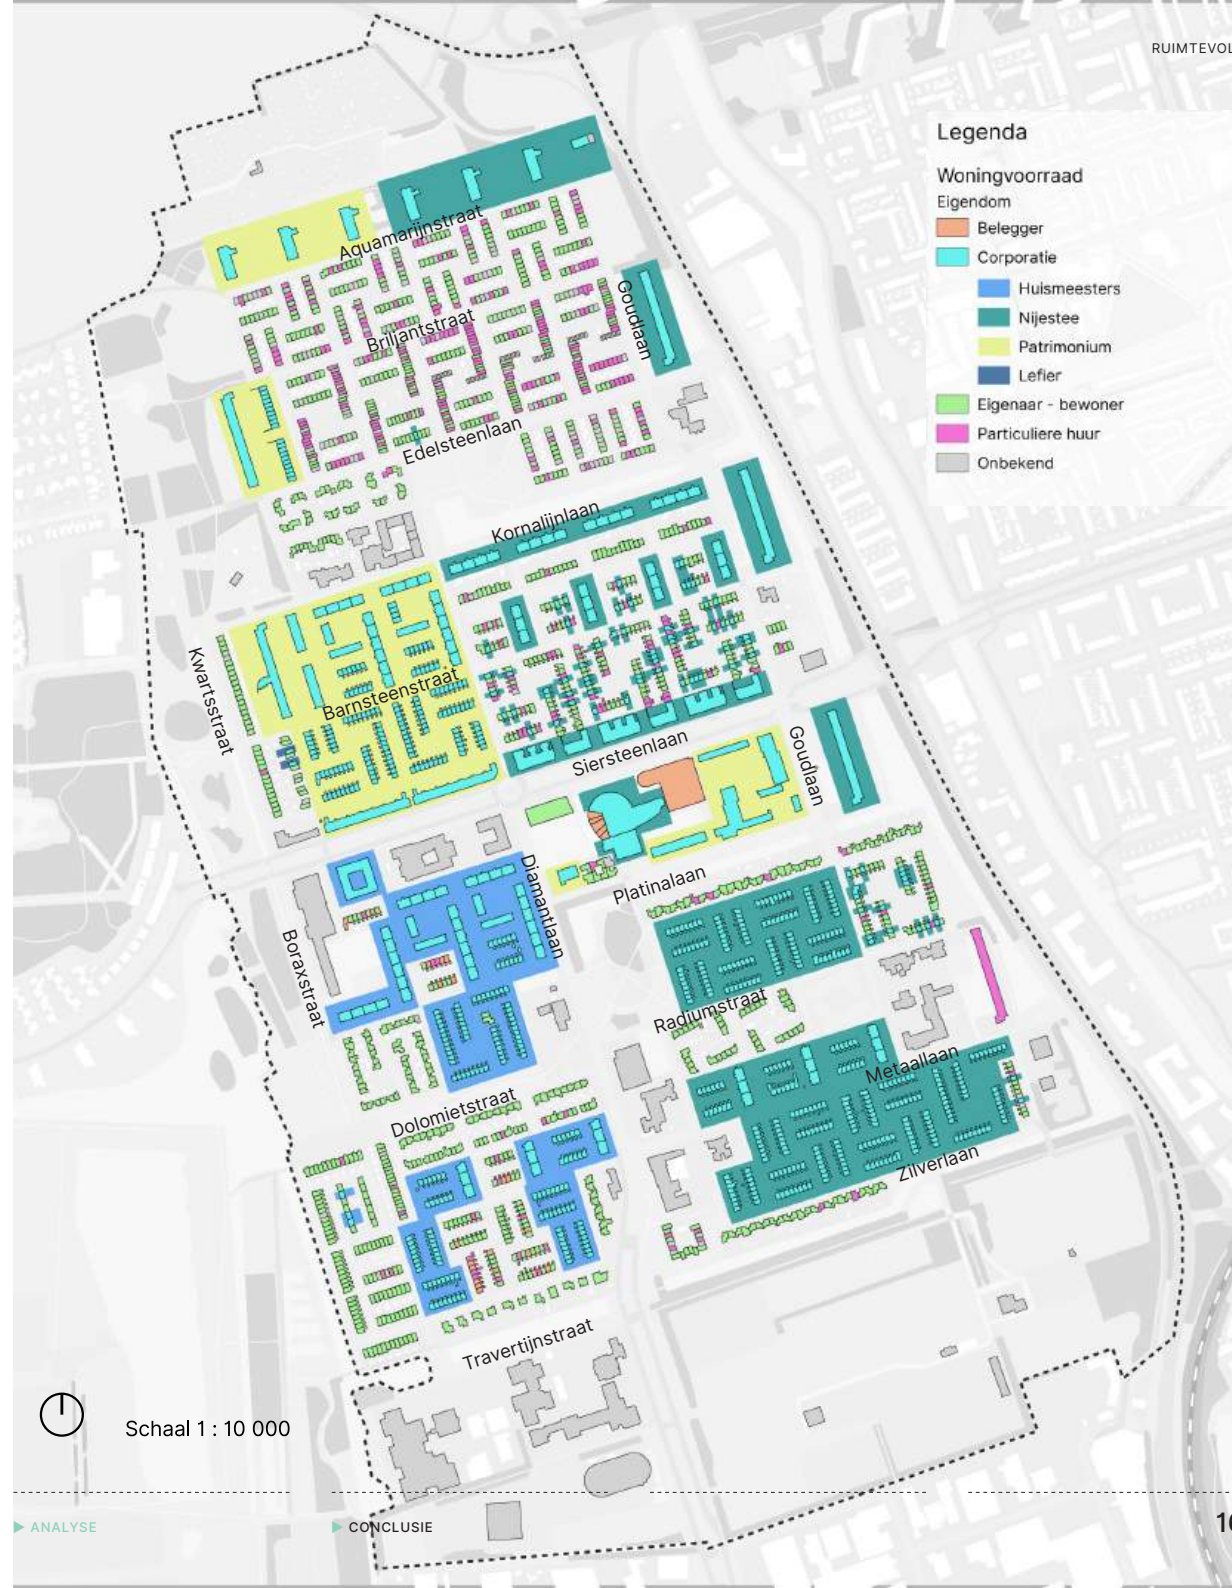 RUIMTEVOL
Legenda
Woningvoorraad
Eigendom
Belegger
Corporatie
Huismeesters
Nijestee
Patrimonium
Lefier
Eigenaar - bewoner
Particuliere huur
Onbekend
Aquamarijnstraat
Goudlaan
Briljantstraat
Edelsteenlaan
Kornalijnlaan
Kwartsstraat
Barnsteenstraat
Siersteenlaan
Goudlaan
Diamantlaan
Platinalaan
Boraxstraat
Radiumstraat
Metaallaan
Dolomietstraat
Zilverlaan
Travertijnstraat
Schaal 1 : 10 000
ANALYSE
CONCLUSIE